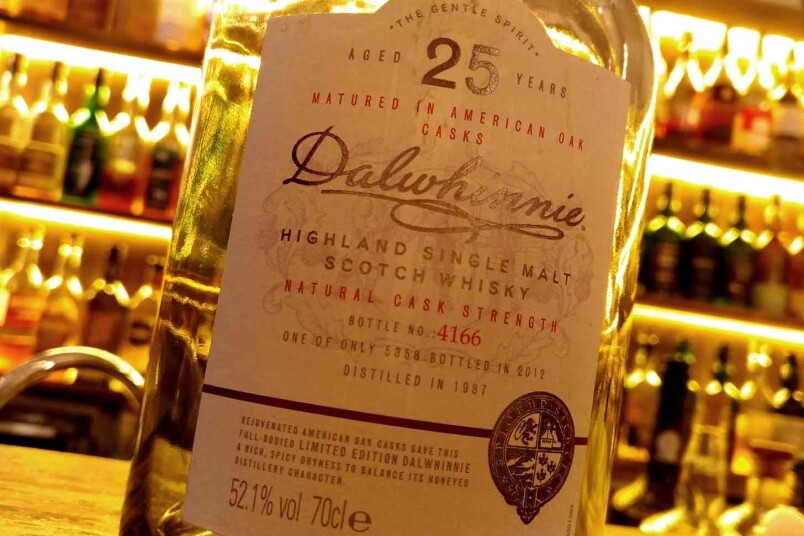 "THE GENTLE SPIRIT"
AGED 25 YEARS
MATURED IN AMERICAN OAK
CASKS
Dalwhinnie
HIGHLAND SINGLE MALT
SCOTCH WHISKY
NATURAL CASK STRENGTH
BOTTLE NO.: 4166
ONE OF ONLY 5358 BOTTLED IN 2012
DISTILLED IN 1987
REJUVENATED AMERICAN OAK CASKS GAVE THIS
FULL-BODIED LIMITED EDITION DALWHINNIE
A RICH, SPICY DRYNESS TO BALANCE ITS HONEYED
DISTILLERY CHARACTER.
52.1% vol 70cl e